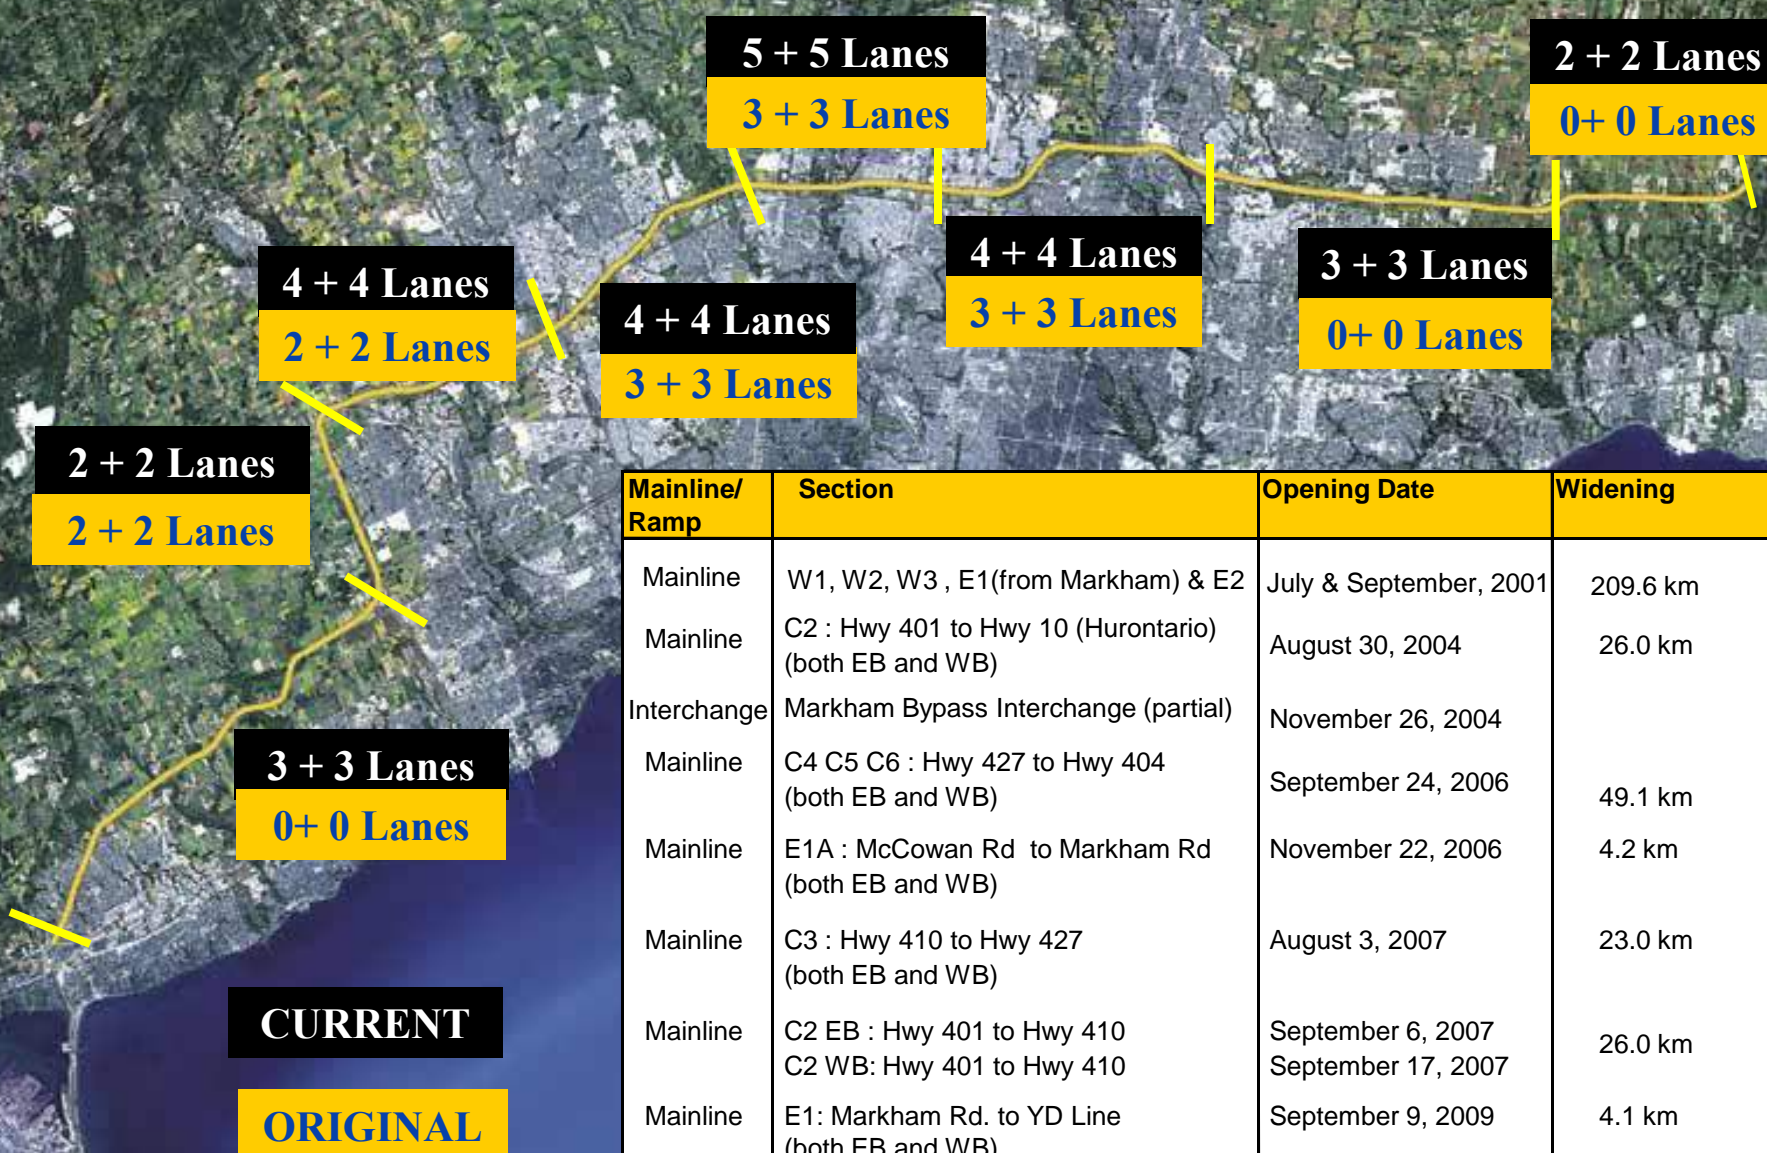 5 + 5 Lanes
3 + 3 Lanes
2 + 2 Lanes
0+ 0 Lanes
4 + 4 Lanes
2 + 2 Lanes
4 + 4 Lanes
3 + 3 Lanes
4 + 4 Lanes
3 + 3 Lanes
3 + 3 Lanes
0+ 0 Lanes
2 + 2 Lanes
2 + 2 Lanes
3 + 3 Lanes
0+ 0 Lanes
CURRENT
ORIGINAL
Mainline/ Section Opening Date Widening
Ramp
Mainline W1, W2, W3 , E1(from Markham) & E2 July & September, 2001 209.6 km
Mainline C2 : Hwy 401 to Hwy 10 (Hurontario) August 30, 2004 26.0 km
(both EB and WB)
Interchange Markham Bypass Interchange (partial) November 26, 2004
Mainline C4 C5 C6 : Hwy 427 to Hwy 404 September 24, 2006
(both EB and WB) 49.1 km
Mainline E1A : McCowan Rd to Markham Rd November 22, 2006 4.2 km
(both EB and WB)
Mainline C3 : Hwy 410 to Hwy 427 August 3, 2007 23.0 km
(both EB and WB)
Mainline C2 EB : Hwy 401 to Hwy 410 September 6, 2007 26.0 km
C2 WB: Hwy 401 to Hwy 410 September 17, 2007
Mainline E1: Markham Rd. to YD Line September 9, 2009 4.1 km
(both EB and WB)